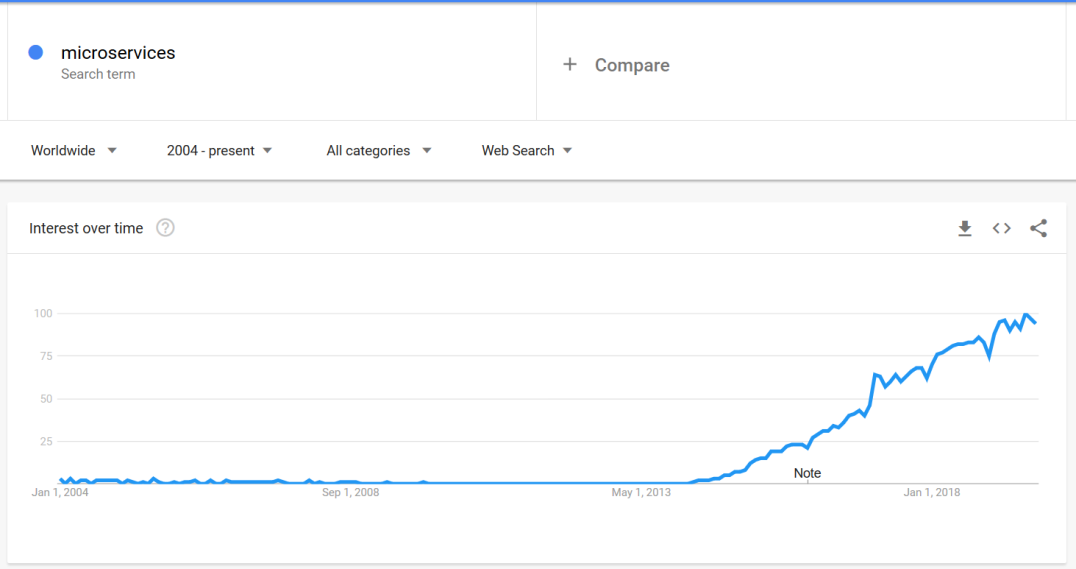 microservices
Search term
+ Compare
Worldwide
2004 - present
All categories
Web Search
Interest over time ?
100
75
50
25
Note
Jan 1, 2004
Sep 1, 2008
May 1, 2013
Jan 1, 2018